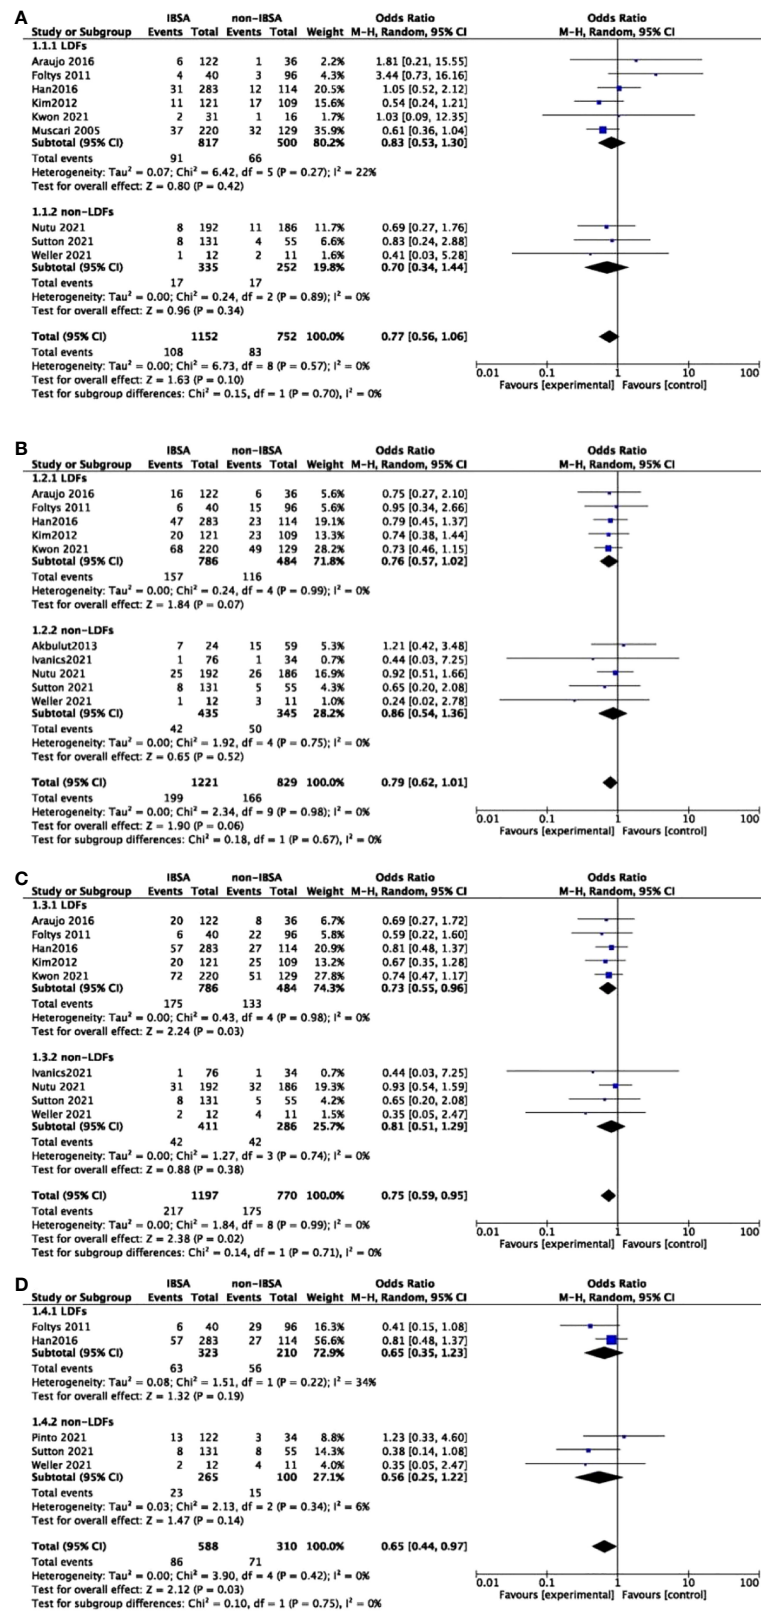 A
IBSA non-IBSA Odds Ratio Odds Ratio
Study or Subgroup Events Total Events Total Weight M-H, Random, 95% CI M-H, Random, 95% CI
1.1.1 LDFs
Araujo 2016 6 122 1 36 2.2% 1.81 [0.21, 15.55]
Foltys 2011 4 40 3 96 4.3% 3.44 [0.73, 16.16]
Han2016 31 283 12 114 20.5% 1.05 [0.52, 2.12]
Kim2012 11 121 17 109 15.6% 0.54 [0.24, 1.21]
Kwon 2021 2 31 1 16 1.7% 1.03 [0.09, 12.35]
Muscari 2005 37 220 32 129 35.9% 0.61 [0.36, 1.04]
Subtotal (95% CI) 817 500 80.2% 0.83 [0.53, 1.30]
Total events 91 66
Heterogeneity: Tau² = 0.07; Chi² = 6.42, df = 5 (P = 0.27); I² = 22%
Test for overall effect: Z = 0.80 (P = 0.42)
1.1.2 non-LDFs
Nutu 2021 8 192 11 186 11.7% 0.69 [0.27, 1.76]
Sutton 2021 8 131 4 55 6.6% 0.83 [0.24, 2.88]
Weller 2021 1 12 2 11 1.6% 0.41 [0.03, 5.28]
Subtotal (95% CI) 335 252 19.8% 0.70 [0.34, 1.44]
Total events 17 17
Heterogeneity: Tau² = 0.00; Chi² = 0.24, df = 2 (P = 0.89); I² = 0%
Test for overall effect: Z = 0.96 (P = 0.34)
Total (95% CI) 1152 752 100.0% 0.77 [0.56, 1.06]
Total events 108 83
Heterogeneity: Tau² = 0.00; Chi² = 6.73, df = 8 (P = 0.57); I² = 0%
Test for overall effect: Z = 1.63 (P = 0.10)
Test for subgroup differences: Chi² = 0.15, df = 1 (P = 0.70), I² = 0%
0.01 0.1 1 10 100
Favours [experimental] Favours [control]
B
IBSA non-IBSA Odds Ratio Odds Ratio
Study or Subgroup Events Total Events Total Weight M-H, Random, 95% CI M-H, Random, 95% CI
1.2.1 LDFs
Araujo 2016 16 122 6 36 5.6% 0.75 [0.27, 2.10]
Foltys 2011 6 40 15 96 5.6% 0.95 [0.34, 2.66]
Han2016 47 283 23 114 19.1% 0.79 [0.45, 1.37]
Kim2012 20 121 23 109 13.3% 0.74 [0.38, 1.44]
Kwon 2021 68 220 49 129 28.2% 0.73 [0.46, 1.15]
Subtotal (95% CI) 786 484 71.8% 0.76 [0.57, 1.02]
Total events 157 116
Heterogeneity: Tau² = 0.00; Chi² = 0.24, df = 4 (P = 0.99); I² = 0%
Test for overall effect: Z = 1.84 (P = 0.07)
1.2.2 non-LDFs
Akbulut2013 7 24 15 59 5.3% 1.21 [0.42, 3.48]
Ivanics2021 1 76 1 34 0.7% 0.44 [0.03, 7.25]
Nutu 2021 25 192 26 186 16.9% 0.92 [0.51, 1.66]
Sutton 2021 8 131 5 55 4.3% 0.65 [0.20, 2.08]
Weller 2021 1 12 3 11 1.0% 0.24 [0.02, 2.78]
Subtotal (95% CI) 435 345 28.2% 0.86 [0.54, 1.36]
Total events 42 50
Heterogeneity: Tau² = 0.00; Chi² = 1.92, df = 4 (P = 0.75); I² = 0%
Test for overall effect: Z = 0.65 (P = 0.52)
Total (95% CI) 1221 829 100.0% 0.79 [0.62, 1.01]
Total events 199 166
Heterogeneity: Tau² = 0.00; Chi² = 2.34, df = 9 (P = 0.98); I² = 0%
Test for overall effect: Z = 1.90 (P = 0.06)
Test for subgroup differences: Chi² = 0.18, df = 1 (P = 0.67), I² = 0%
0.01 0.1 1 10 100
Favours [experimental] Favours [control]
C
IBSA non-IBSA Odds Ratio Odds Ratio
Study or Subgroup Events Total Events Total Weight M-H, Random, 95% CI M-H, Random, 95% CI
1.3.1 LDFs
Araujo 2016 20 122 8 36 6.7% 0.69 [0.27, 1.72]
Foltys 2011 6 40 22 96 5.8% 0.59 [0.22, 1.60]
Han2016 57 283 27 114 20.9% 0.81 [0.48, 1.37]
Kim2012 20 121 25 109 13.2% 0.67 [0.35, 1.28]
Kwon 2021 72 220 51 129 27.8% 0.74 [0.47, 1.17]
Subtotal (95% CI) 786 484 74.3% 0.73 [0.55, 0.96]
Total events 175 133
Heterogeneity: Tau² = 0.00; Chi² = 0.43, df = 4 (P = 0.98); I² = 0%
Test for overall effect: Z = 2.24 (P = 0.03)
1.3.2 non-LDFs
Ivanics2021 1 76 1 34 0.7% 0.44 [0.03, 7.25]
Nutu 2021 31 192 32 186 19.3% 0.93 [0.54, 1.59]
Sutton 2021 8 131 5 55 4.2% 0.65 [0.20, 2.08]
Weller 2021 2 12 4 11 1.5% 0.35 [0.05, 2.47]
Subtotal (95% CI) 411 286 25.7% 0.81 [0.51, 1.29]
Total events 42 42
Heterogeneity: Tau² = 0.00; Chi² = 1.27, df = 3 (P = 0.74); I² = 0%
Test for overall effect: Z = 0.88 (P = 0.38)
Total (95% CI) 1197 770 100.0% 0.75 [0.59, 0.95]
Total events 217 175
Heterogeneity: Tau² = 0.00; Chi² = 1.84, df = 8 (P = 0.99); I² = 0%
Test for overall effect: Z = 2.38 (P = 0.02)
Test for subgroup differences: Chi² = 0.14, df = 1 (P = 0.71), I² = 0%
0.01 0.1 1 10 100
Favours [experimental] Favours [control]
D
IBSA non-IBSA Odds Ratio Odds Ratio
Study or Subgroup Events Total Events Total Weight M-H, Random, 95% CI M-H, Random, 95% CI
1.4.1 LDFs
Foltys 2011 6 40 29 96 16.3% 0.41 [0.15, 1.08]
Han2016 57 283 27 114 56.6% 0.81 [0.48, 1.37]
Subtotal (95% CI) 323 210 72.9% 0.65 [0.35, 1.23]
Total events 63 56
Heterogeneity: Tau² = 0.08; Chi² = 1.51, df = 1 (P = 0.22); I² = 34%
Test for overall effect: Z = 1.32 (P = 0.19)
1.4.2 non-LDFs
Pinto 2021 13 122 3 34 8.8% 1.23 [0.33, 4.60]
Sutton 2021 8 131 8 55 14.3% 0.38 [0.14, 1.08]
Weller 2021 2 12 4 11 4.0% 0.35 [0.05, 2.47]
Subtotal (95% CI) 265 100 27.1% 0.56 [0.25, 1.22]
Total events 23 15
Heterogeneity: Tau² = 0.03; Chi² = 2.13, df = 2 (P = 0.34); I² = 6%
Test for overall effect: Z = 1.47 (P = 0.14)
Total (95% CI) 588 310 100.0% 0.65 [0.44, 0.97]
Total events 86 71
Heterogeneity: Tau² = 0.00; Chi² = 3.90, df = 4 (P = 0.42); I² = 0%
Test for overall effect: Z = 2.12 (P = 0.03)
Test for subgroup differences: Chi² = 0.10, df = 1 (P = 0.75), I² = 0%
0.01 0.1 1 10 100
Favours [experimental] Favours [control]